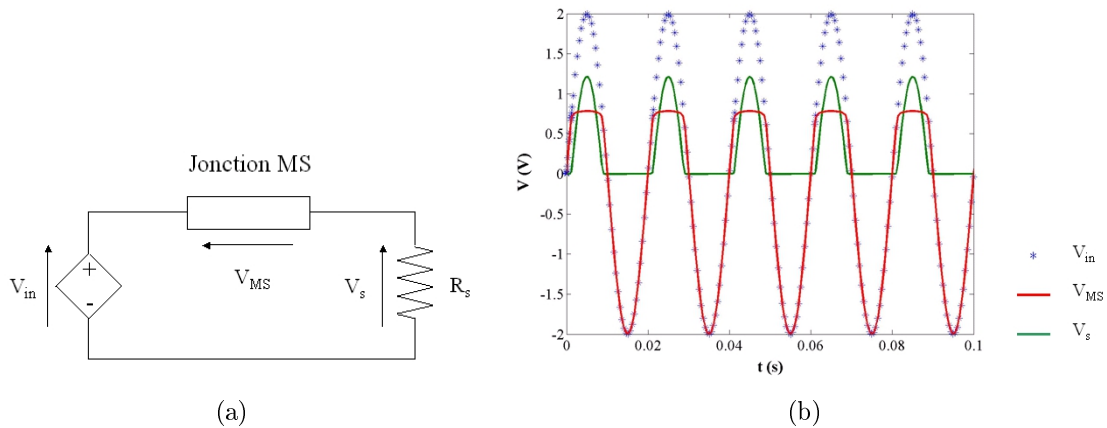 Jonction MS
V_MS
V_in
+
-
V_s
R_s
(a)
V (V)
2
1.5
1
0.5
0
-0.5
-1
-1.5
-2
0
0.02
0.04
0.06
0.08
0.1
t (s)
V_in
V_MS
V_s
(b)